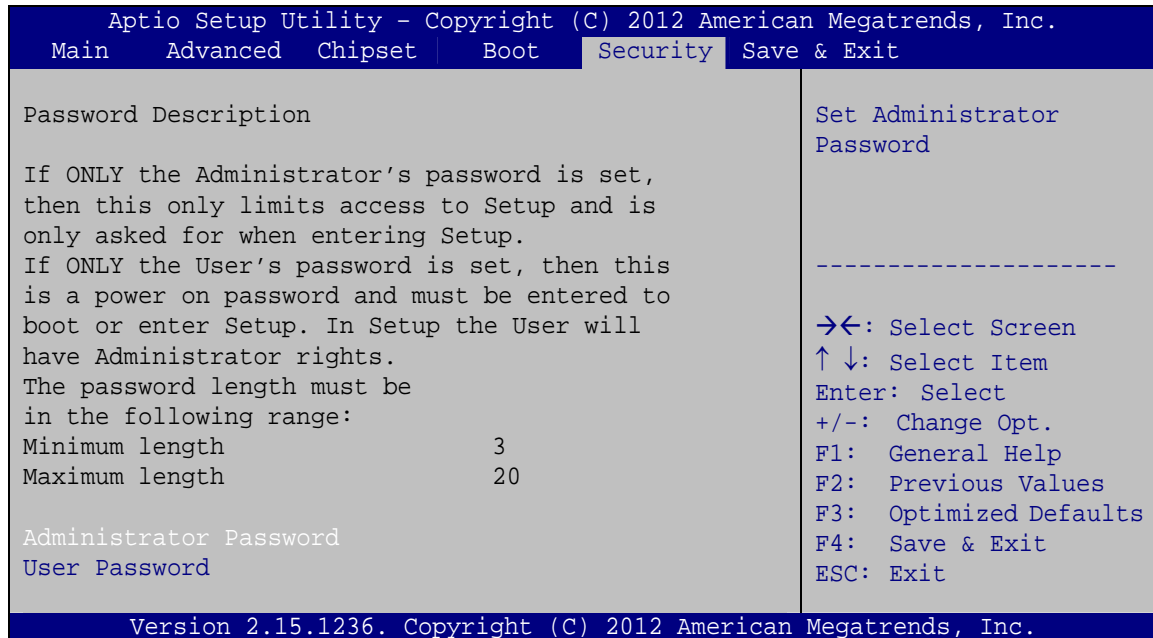 Aptio Setup Utility – Copyright (C) 2012 American Megatrends, Inc.
Main Advanced Chipset Boot Security Save & Exit
Password Description
If ONLY the Administrator’s password is set,
then this only limits access to Setup and is
only asked for when entering Setup.
If ONLY the User’s password is set, then this
is a power on password and must be entered to
boot or enter Setup. In Setup the User will
have Administrator rights.
The password length must be
in the following range:
Minimum length 3
Maximum length 20
Administrator Password
User Password
Set Administrator
Password
---------------------
→←: Select Screen
↑ ↓: Select Item
Enter: Select
+/-: Change Opt.
F1: General Help
F2: Previous Values
F3: Optimized Defaults
F4: Save & Exit
ESC: Exit
Version 2.15.1236. Copyright (C) 2012 American Megatrends, Inc.